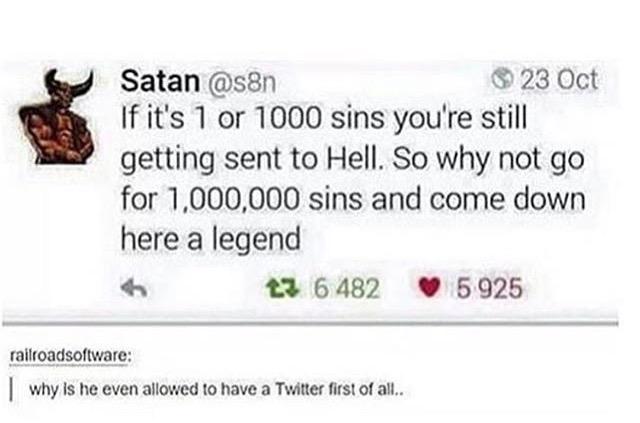 Satan @s8n 23 Oct
If it's 1 or 1000 sins you're still
getting sent to Hell. So why not go
for 1,000,000 sins and come down
here a legend
6 482 5 925
railroadsoftware:
why is he even allowed to have a Twitter first of all..